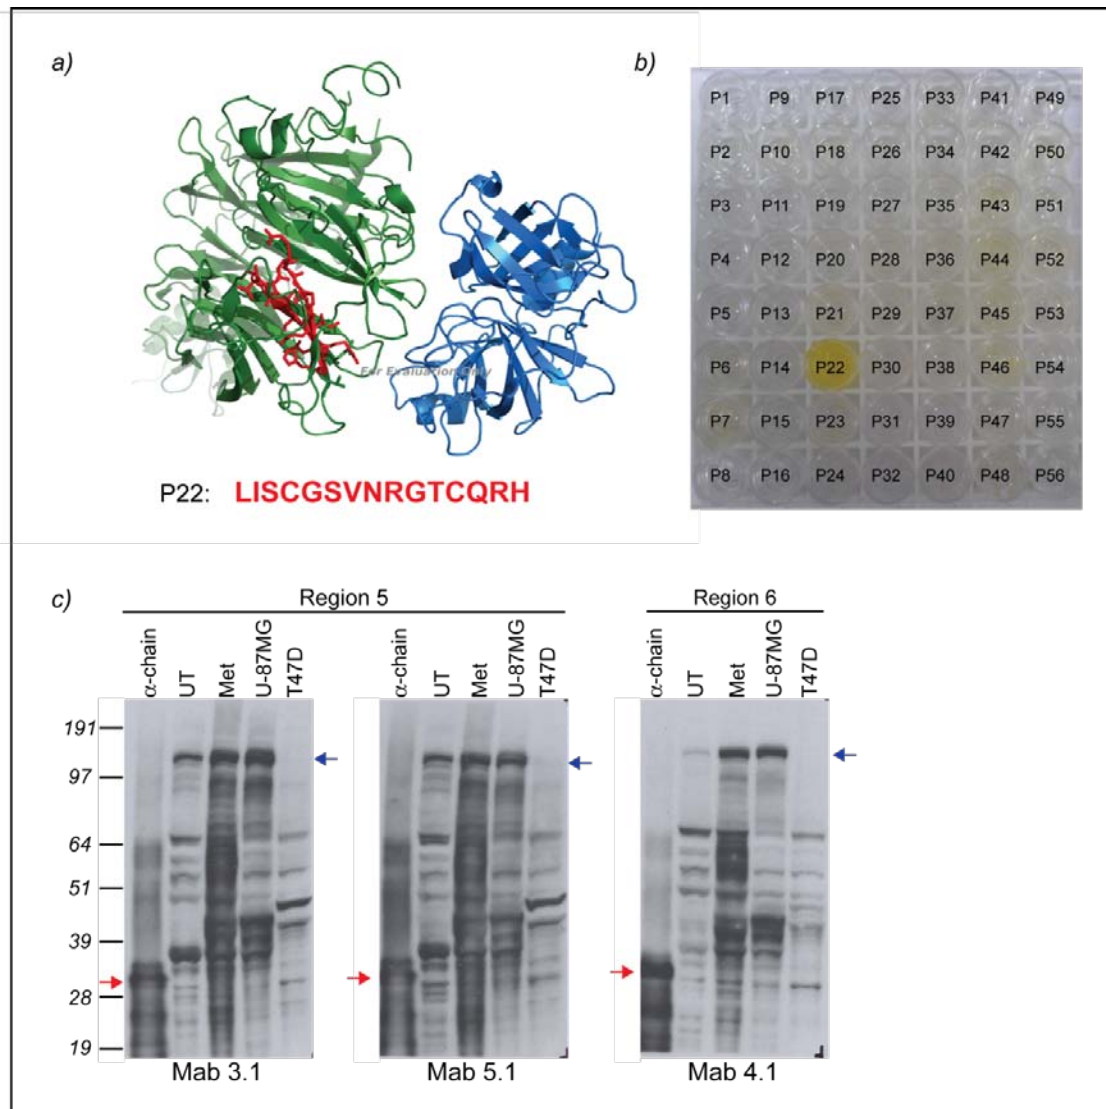 a)
b)
For Evaluation Only
P22: LISCGSVNRGTCQRH
P1 P9 P17 P25 P33 P41 P49
P2 P10 P18 P26 P34 P42 P50
P3 P11 P19 P27 P35 P43 P51
P4 P12 P20 P28 P36 P44 P52
P5 P13 P21 P29 P37 P45 P53
P6 P14 P22 P30 P38 P46 P54
P7 P15 P23 P31 P39 P47 P55
P8 P16 P24 P32 P40 P48 P56
c)
Region 5
Region 6
α-chain UT Met U-87MG T47D
α-chain UT Met U-87MG T47D
α-chain UT Met U-87MG T47D
191
97
64
51
39
28
19
Mab 3.1
Mab 5.1
Mab 4.1